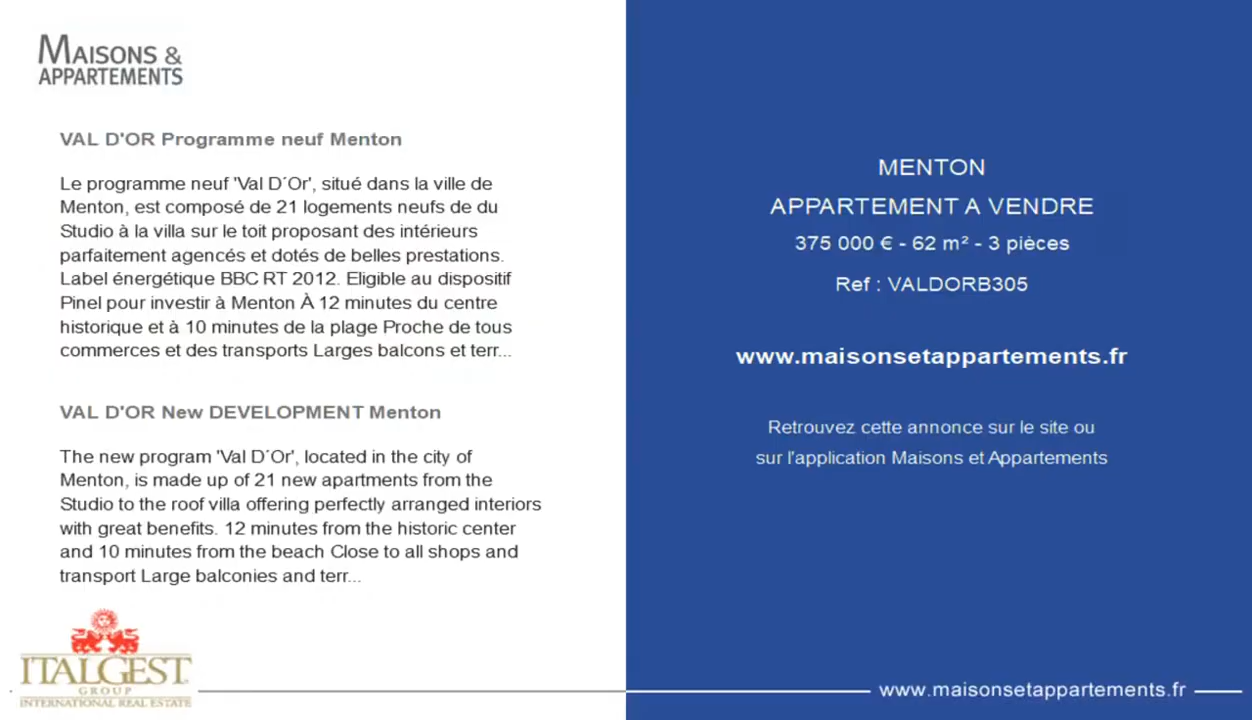 MAISONS &
APPARTEMENTS
VAL D'OR Programme neuf Menton
Le programme neuf 'Val D´Or', situé dans la ville de
Menton, est composé de 21 logements neufs de du
Studio à la villa sur le toit proposant des intérieurs
parfaitement agencés et dotés de belles prestations.
Label énergétique BBC RT 2012. Eligible au dispositif
Pinel pour investir à Menton À 12 minutes du centre
historique et à 10 minutes de la plage Proche de tous
commerces et des transports Larges balcons et terr...
VAL D'OR New DEVELOPMENT Menton
The new program 'Val D´Or', located in the city of
Menton, is made up of 21 new apartments from the
Studio to the roof villa offering perfectly arranged interiors
with great benefits. 12 minutes from the historic center
and 10 minutes from the beach Close to all shops and
transport Large balconies and terr...
ITALGEST
GROUP
INTERNATIONAL REAL ESTATE
MENTON
APPARTEMENT A VENDRE
375 000 € - 62 m² - 3 pièces
Ref : VALDORB305
www.maisonsetappartements.fr
Retrouvez cette annonce sur le site ou
sur l'application Maisons et Appartements
www.maisonsetappartements.fr